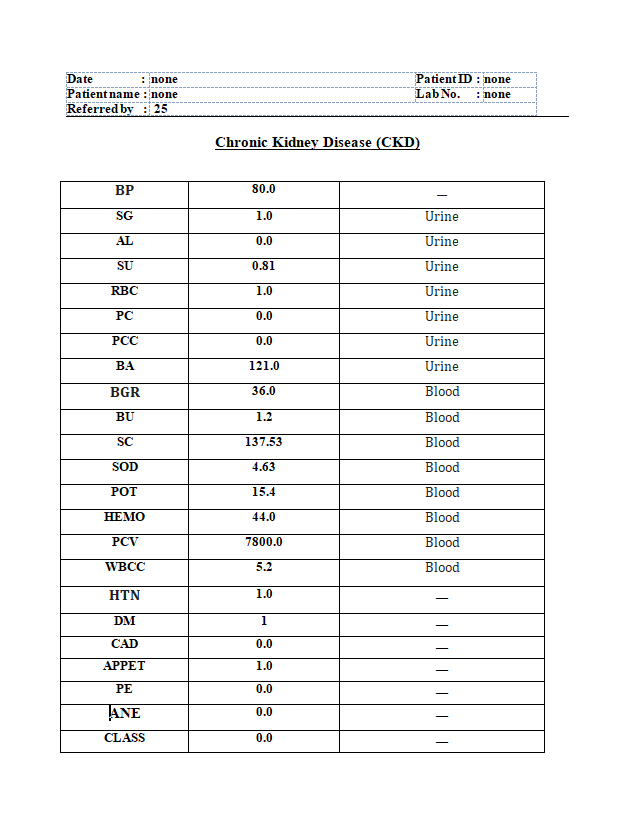 Date : none Patient ID : none
Patient name : none Lab No. : none
Referred by : 25
Chronic Kidney Disease (CKD)
BP 80.0 —
SG 1.0 Urine
AL 0.0 Urine
SU 0.81 Urine
RBC 1.0 Urine
PC 0.0 Urine
PCC 0.0 Urine
BA 121.0 Urine
BGR 36.0 Blood
BU 1.2 Blood
SC 137.53 Blood
SOD 4.63 Blood
POT 15.4 Blood
HEMO 44.0 Blood
PCV 7800.0 Blood
WBCC 5.2 Blood
HTN 1.0 —
DM 1 —
CAD 0.0 —
APPET 1.0 —
PE 0.0 —
ANE 0.0 —
CLASS 0.0 —